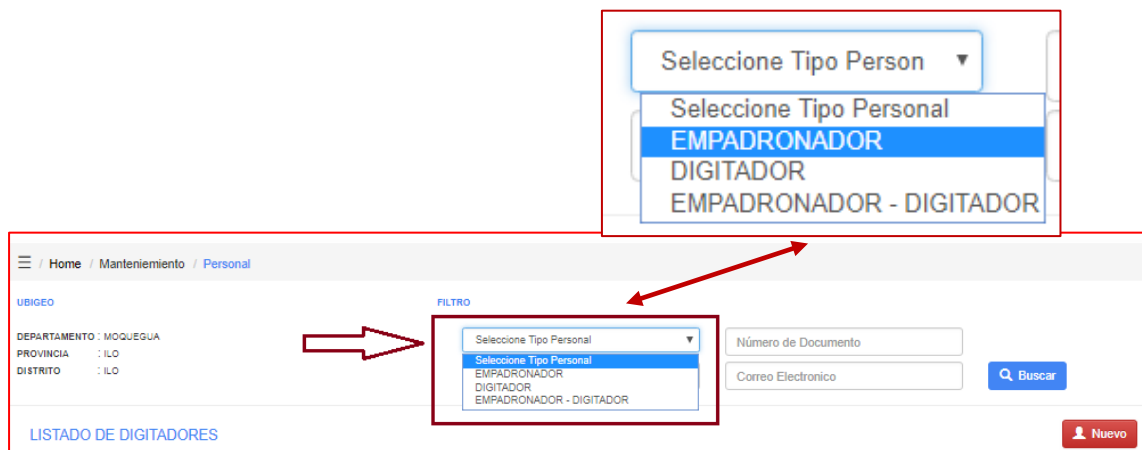 Seleccione Tipo Person
Seleccione Tipo Personal
EMPADRONADOR
DIGITADOR
EMPADRONADOR - DIGITADOR
/ Home / Manteniemiento / Personal
UBIGEO
FILTRO
DEPARTAMENTO : MOQUEGUA
PROVINCIA : ILO
DISTRITO : ILO
Seleccione Tipo Personal
Seleccione Tipo Personal
EMPADRONADOR
DIGITADOR
EMPADRONADOR - DIGITADOR
Número de Documento
Correo Electronico
Buscar
LISTADO DE DIGITADORES
Nuevo